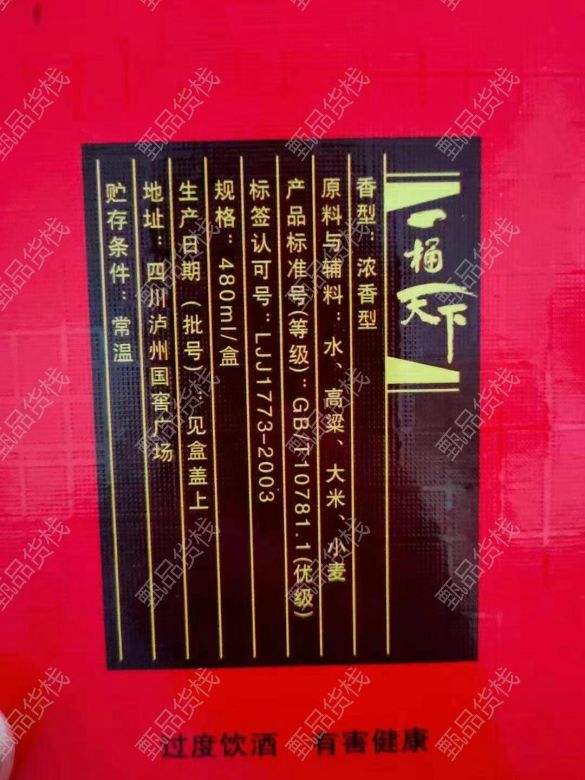 一桶天下
香型：浓香型
原料与辅料：水、高粱、大米、小麦
产品标准号(等级)：GB/T10781.1(优级)
标签认可号：LJJ1773-2003
规格：480ml/盒
生产日期（批号）：见盒盖上
地址：四川泸州国窖广场
贮存条件：常温
过度饮酒 有害健康
甄品货栈